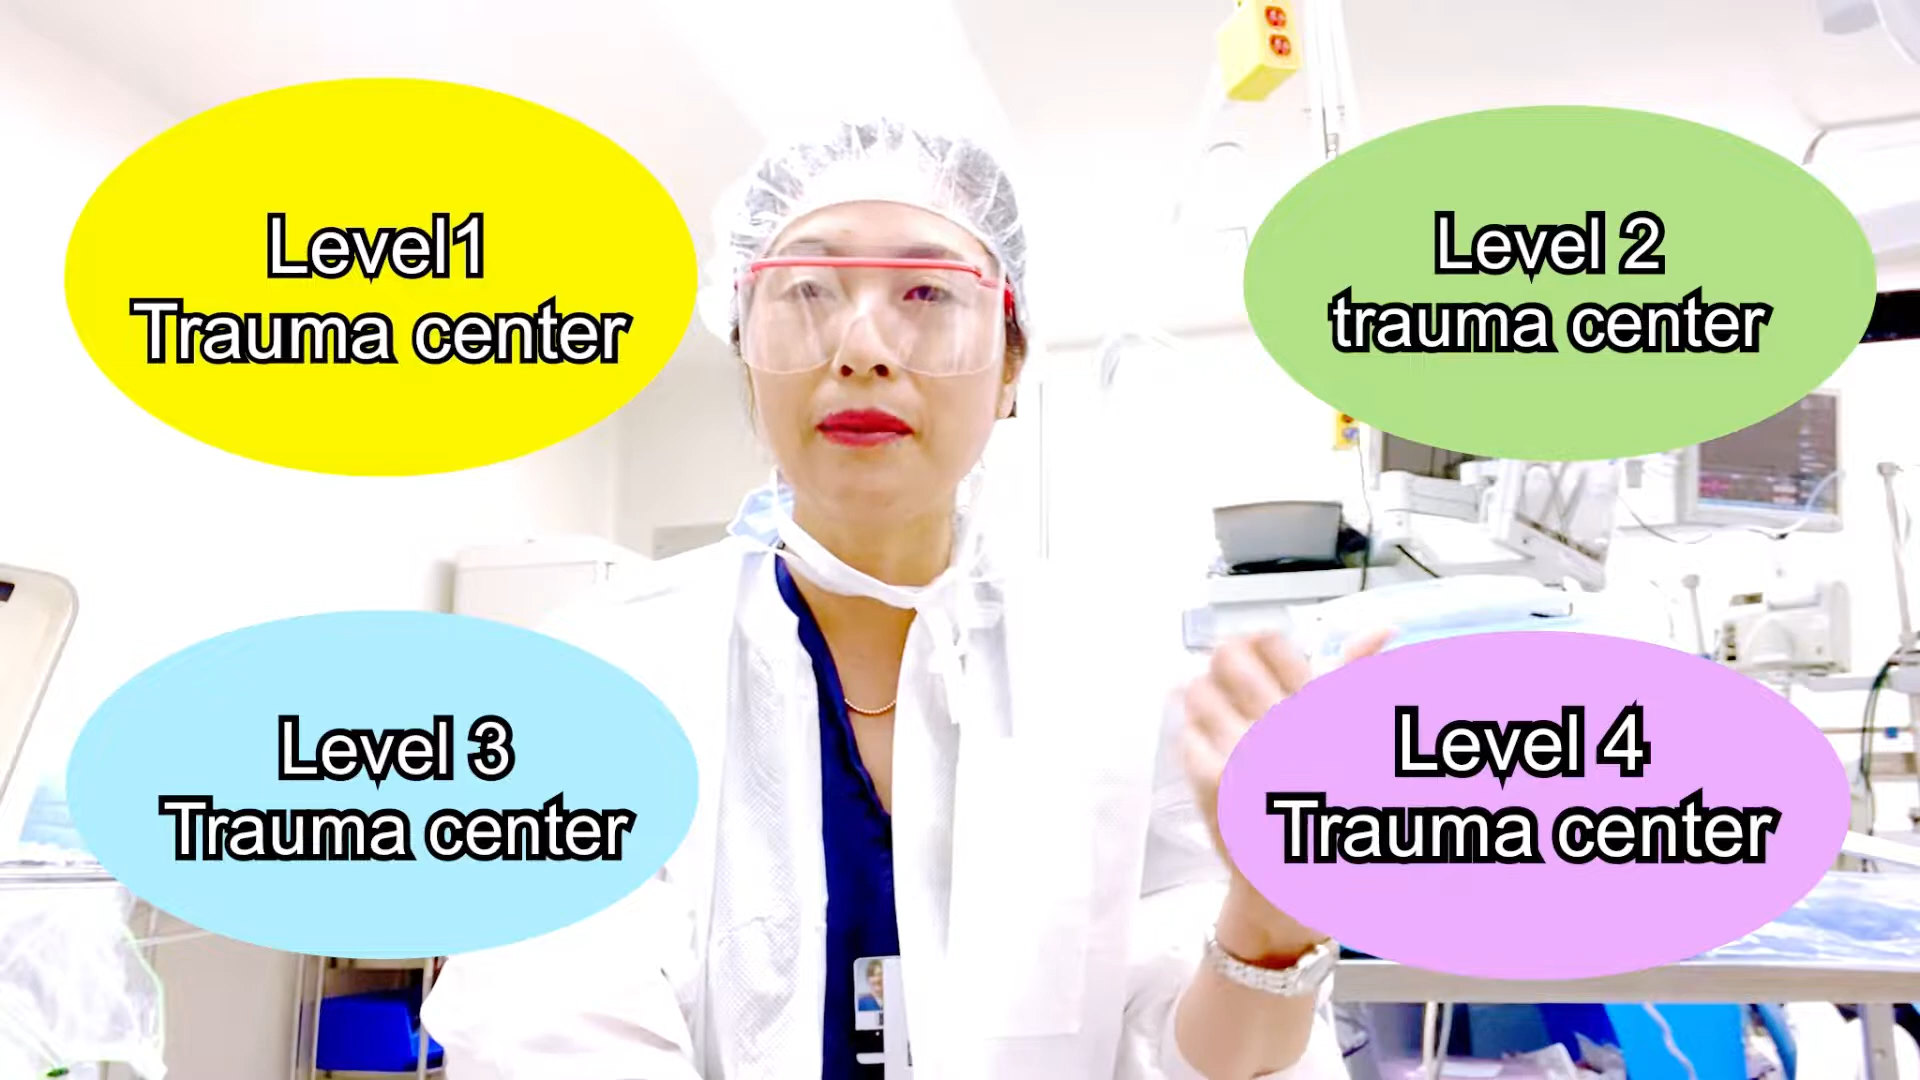 Level1
Trauma center
Level 2
trauma center
Level 3
Trauma center
Level 4
Trauma center